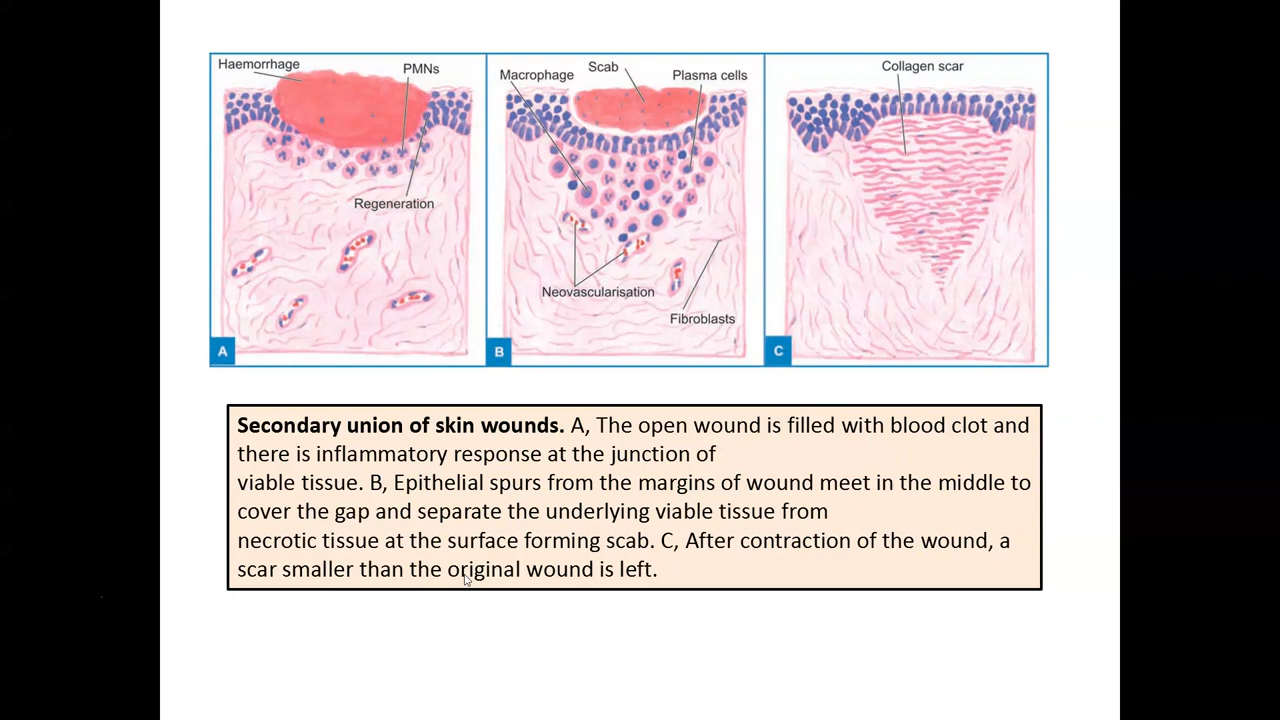 Haemorrhage
PMNs
Regeneration
A
Macrophage
Scab
Plasma cells
Neovascularisation
Fibroblasts
B
Collagen scar
C
Secondary union of skin wounds. A, The open wound is filled with blood clot and
there is inflammatory response at the junction of
viable tissue. B, Epithelial spurs from the margins of wound meet in the middle to
cover the gap and separate the underlying viable tissue from
necrotic tissue at the surface forming scab. C, After contraction of the wound, a
scar smaller than the original wound is left.